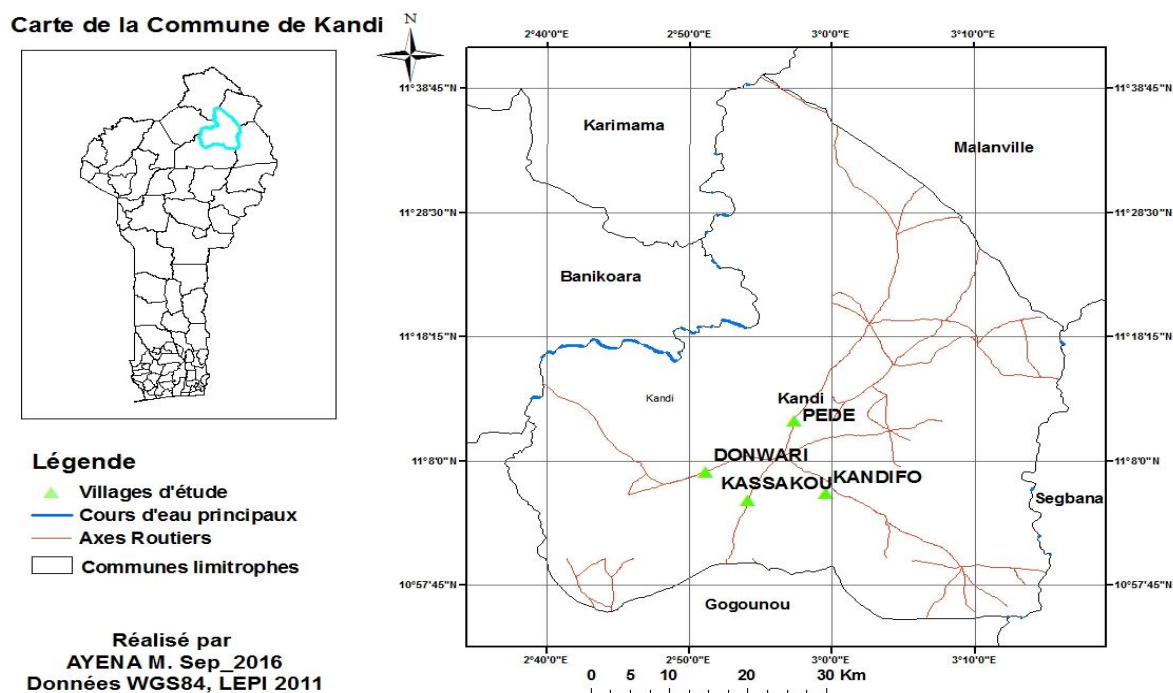 Carte de la Commune de Kandi
N
2°40'0"E 2°50'0"E 3°0'0"E 3°10'0"E
11°38'45"N 11°38'45"N
Karimama
Malanville
11°28'30"N 11°28'30"N
Banikoara
11°18'15"N 11°18'15"N
Kandi
Kandi
PEDE
DONWARI
11°8'0"N 11°8'0"N
KASSAKOU
KANDIFO
Segbana
10°57'45"N 10°57'45"N
Gogounou
2°40'0"E 2°50'0"E 3°0'0"E 3°10'0"E
0 5 10 20 30 Km
Légende
Villages d'étude
Cours d'eau principaux
Axes Routiers
Communes limitrophes
Réalisé par
AYENA M. Sep_2016
Données WGS84, LEPI 2011